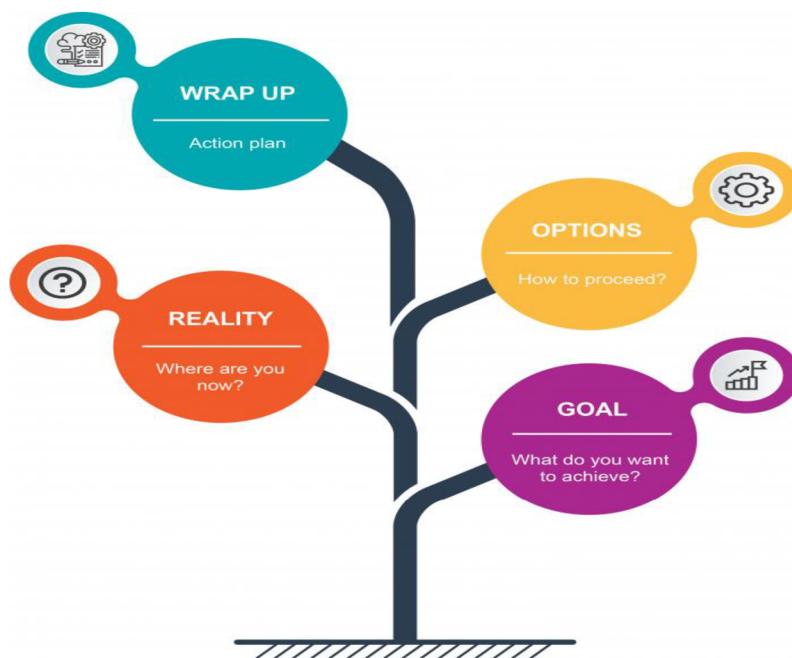 WRAP UP
Action plan
OPTIONS
How to proceed?
REALITY
Where are you
now?
GOAL
What do you want
to achieve?